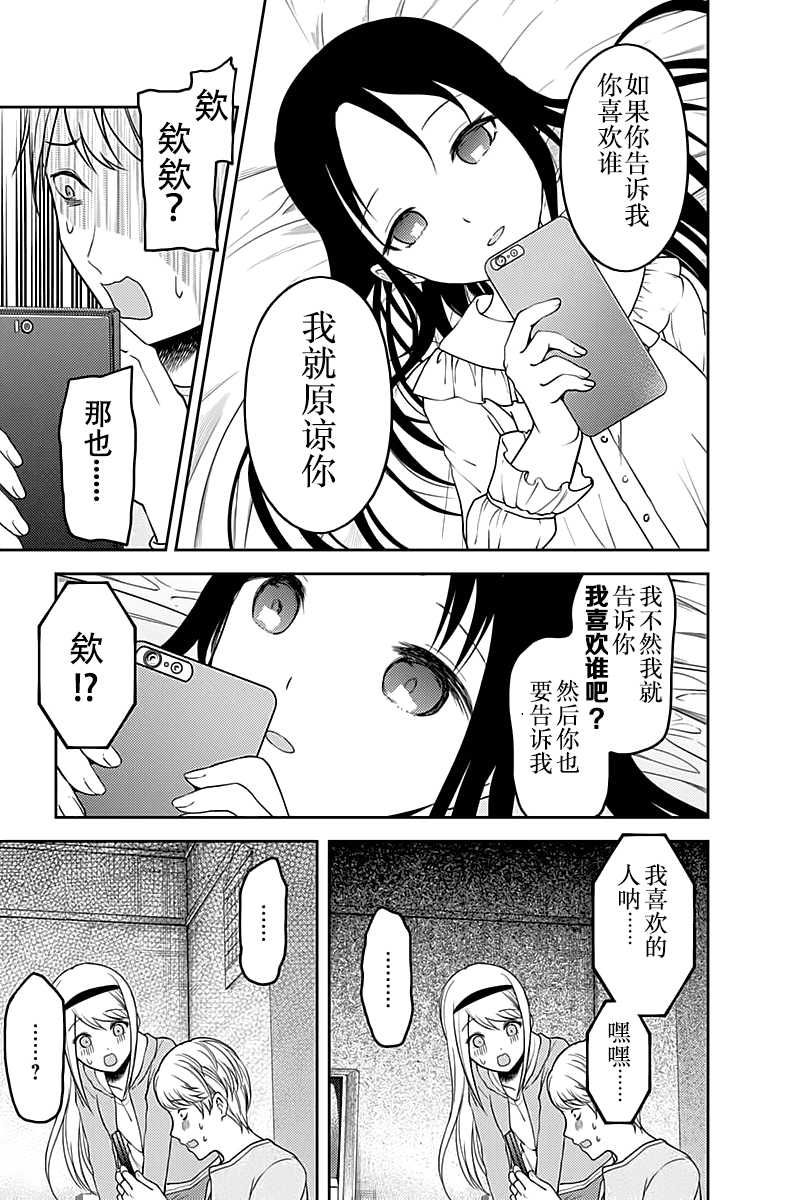 如果你告诉我
你喜欢谁
我就原谅你
欸
欸欸？
那也……
我不然我就
告诉你
我喜欢谁吧？
然后你也
要告诉我
欸
!?
我喜欢的
人呐……
嘿嘿……
……
……
……？